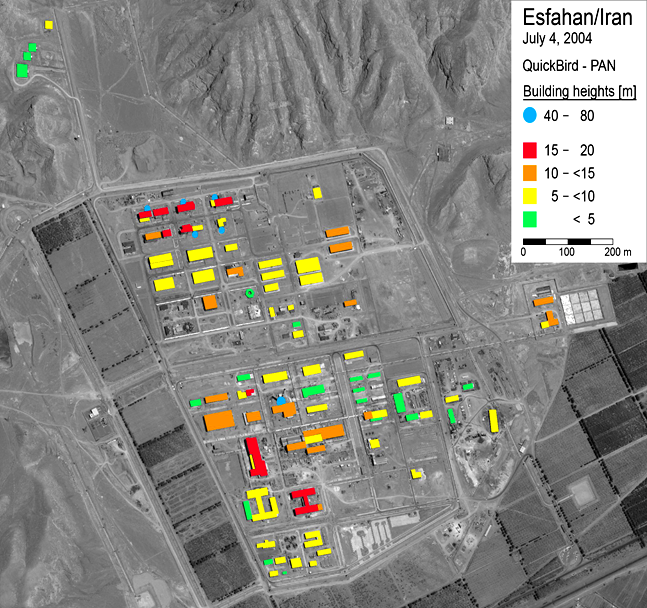 Esfahan/Iran
July 4, 2004
QuickBird - PAN
Building heights [m]
40 – 80
15 – 20
10 – <15
5 – <10
< 5
0 100 200 m